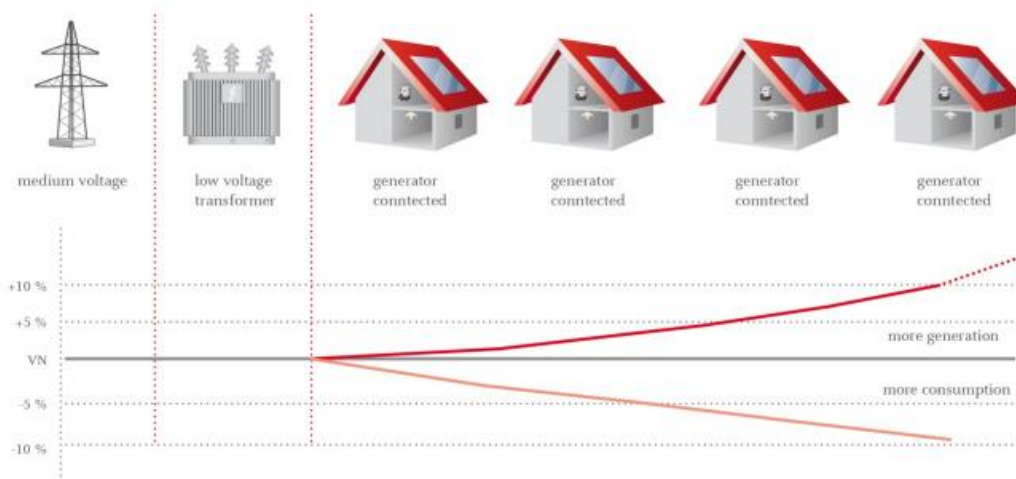 medium voltage
low voltage
transformer
generator
conntected
generator
conntected
generator
conntected
generator
conntected
+10 %
+5 %
VN
-5 %
-10 %
more generation
more consumption